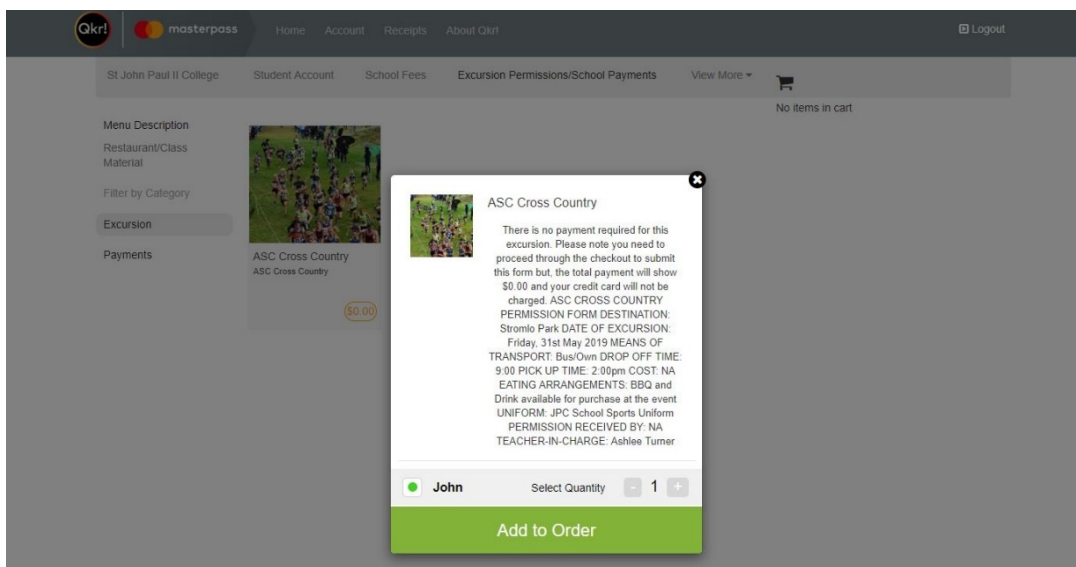 Qkr!
masterpass
Home Account Receipts About Qkr!
Logout
St John Paul II College Student Account School Fees Excursion Permissions/School Payments View More
No items in cart
Menu Description
Restaurant/Class
Material
Filter by Category
Excursion
Payments
ASC Cross Country
ASC Cross Country
$0.00
ASC Cross Country
There is no payment required for this
excursion. Please note you need to
proceed through the checkout to submit
this form but, the total payment will show
$0.00 and your credit card will not be
charged. ASC CROSS COUNTRY
PERMISSION FORM DESTINATION:
Stromlo Park DATE OF EXCURSION:
Friday, 31st May 2019 MEANS OF
TRANSPORT: Bus/Own DROP OFF TIME:
9:00 PICK UP TIME: 2:00pm COST: NA
EATING ARRANGEMENTS: BBQ and
Drink available for purchase at the event
UNIFORM: JPC School Sports Uniform
PERMISSION RECEIVED BY: NA
TEACHER-IN-CHARGE: Ashlee Turner
John Select Quantity - 1 +
Add to Order